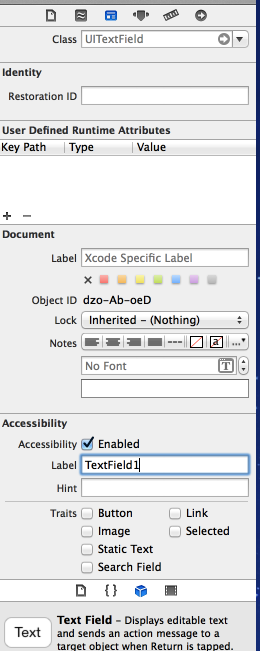 Class UITextField
Identity
Restoration ID
User Defined Runtime Attributes
Key Path Type Value
+ −
Document
Label Xcode Specific Label
Object ID dzo-Ab-oeD
Lock Inherited - (Nothing)
Notes
No Font T
Accessibility
Accessibility Enabled
Label TextField1
Hint
Traits Button Link
Image Selected
Static Text
Search Field
{ }
Text Text Field - Displays editable text
and sends an action message to a
target object when Return is tapped.